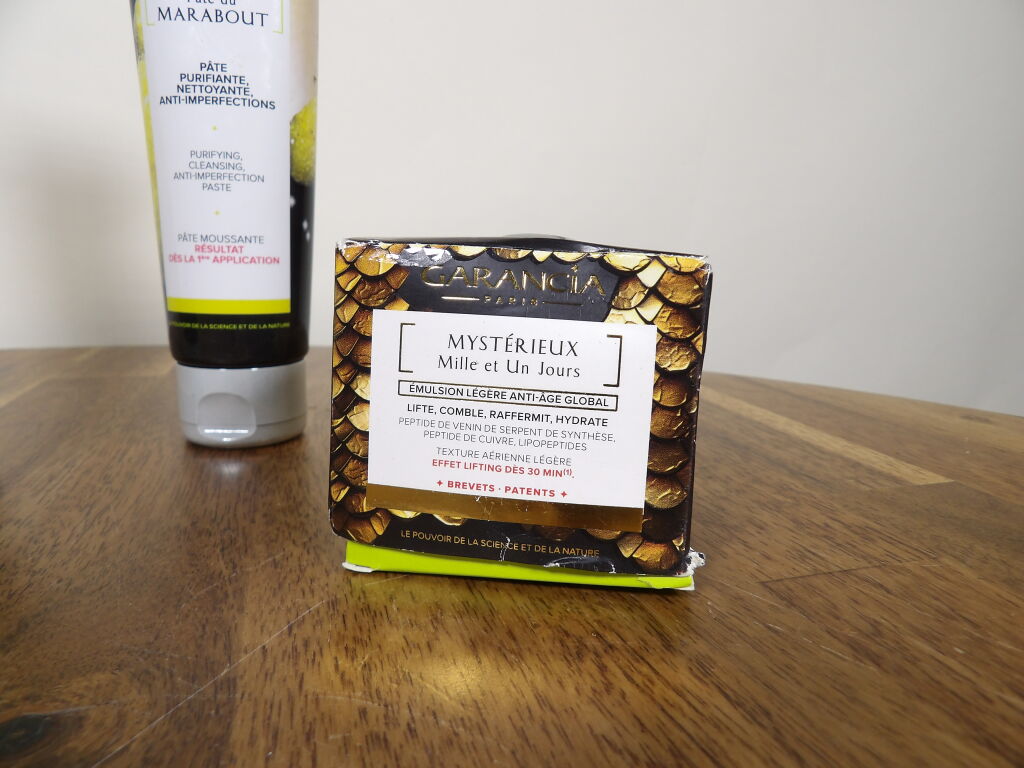 MARABOUT
PÂTE
PURIFIANTE,
NETTOYANTE,
ANTI-IMPERFECTIONS
PURIFYING,
CLEANSING,
ANTI-IMPERFECTION
PASTE
PÂTE MOUSSANTE
RÉSULTAT
DÈS LA 1ère APPLICATION
POUVOIR DE LA SCIENCE ET DE LA NATURE
GARANCIA
PARIS
MYSTÉRIEUX
Mille et Un Jours
ÉMULSION LÉGÈRE ANTI-ÂGE GLOBAL
LIFTE, COMBLE, RAFFERMIT, HYDRATE
PEPTIDE DE VENIN DE SERPENT DE SYNTHÈSE,
PEPTIDE DE CUIVRE, LIPOPEPTIDES
TEXTURE AÉRIENNE LÉGÈRE
EFFET LIFTING DÈS 30 MIN(1).
+ BREVETS · PATENTS +
LE POUVOIR DE LA SCIENCE ET DE LA NATURE